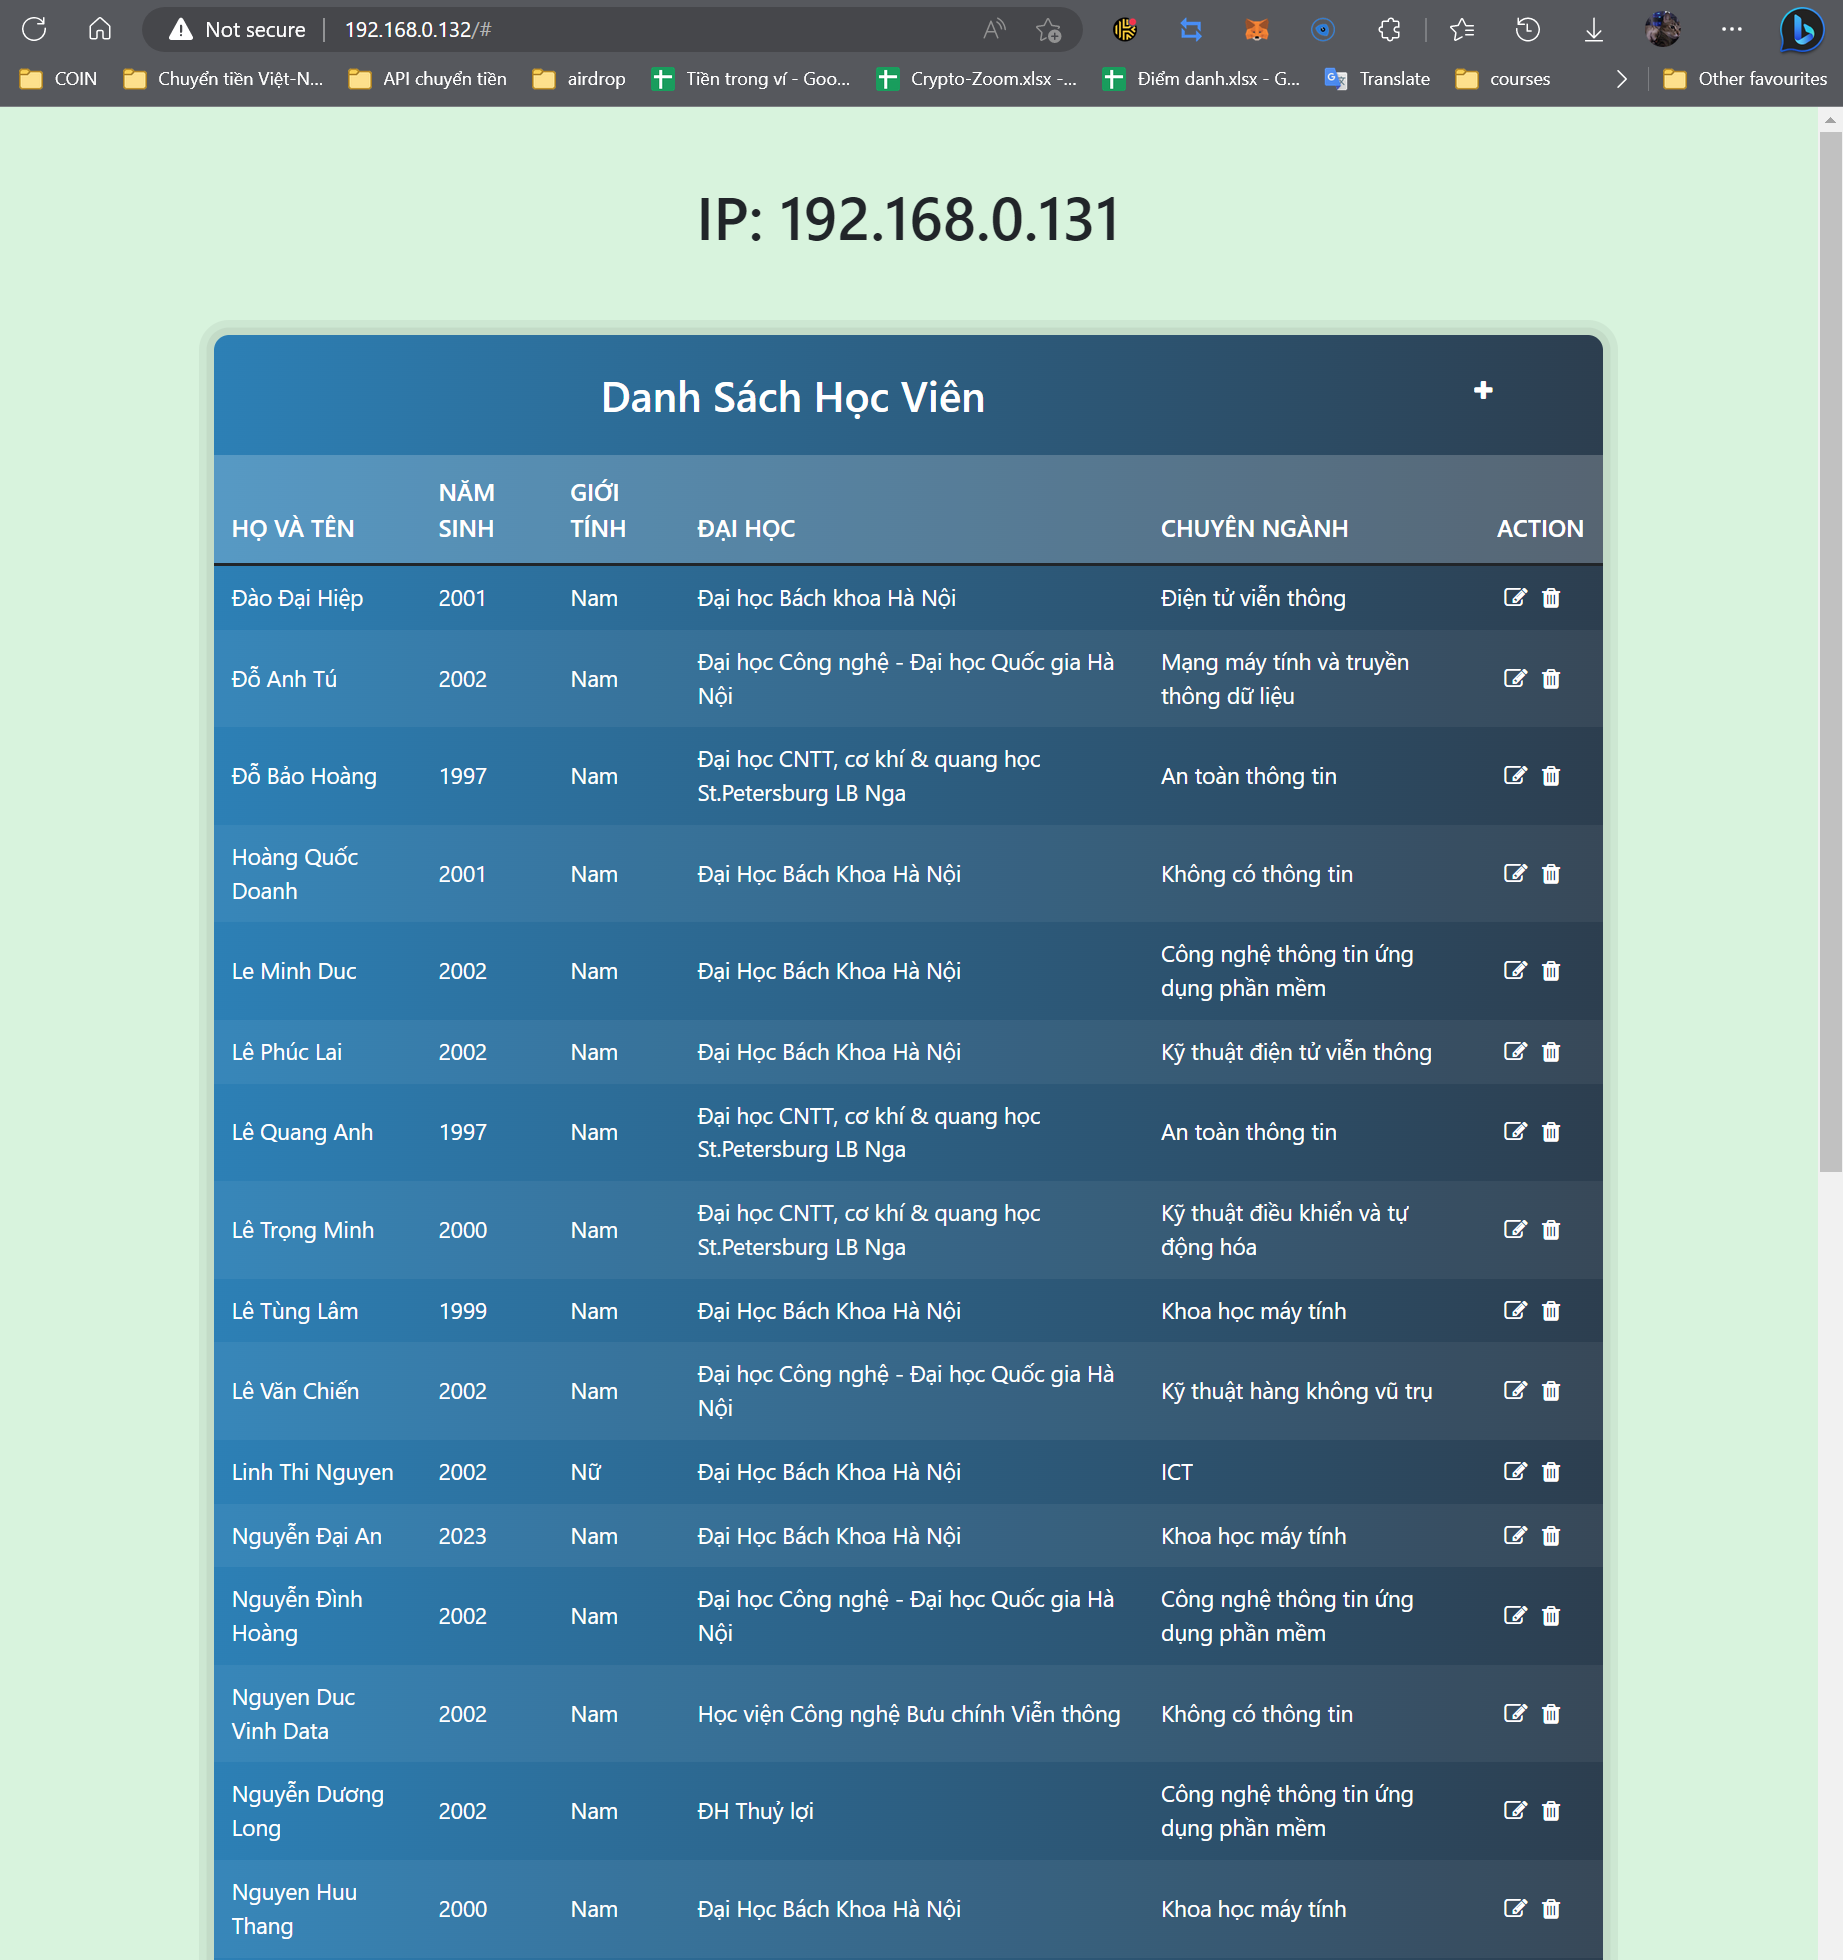 Not secure | 192.168.0.132/#
COIN Chuyển tiền Việt-N... API chuyển tiền airdrop Tiền trong ví - Goo... Crypto-Zoom.xlsx -... Điểm danh.xlsx - G... Translate courses Other favourites
IP: 192.168.0.131
Danh Sách Học Viên
HỌ VÀ TÊN NĂM SINH GIỚI TÍNH ĐẠI HỌC CHUYÊN NGÀNH ACTION
Đào Đại Hiệp 2001 Nam Đại học Bách khoa Hà Nội Điện tử viễn thông
Đỗ Anh Tú 2002 Nam Đại học Công nghệ - Đại học Quốc gia Hà Nội Mạng máy tính và truyền thông dữ liệu
Đỗ Bảo Hoàng 1997 Nam Đại học CNTT, cơ khí & quang học St.Petersburg LB Nga An toàn thông tin
Hoàng Quốc Doanh 2001 Nam Đại Học Bách Khoa Hà Nội Không có thông tin
Le Minh Duc 2002 Nam Đại Học Bách Khoa Hà Nội Công nghệ thông tin ứng dụng phần mềm
Lê Phúc Lai 2002 Nam Đại Học Bách Khoa Hà Nội Kỹ thuật điện tử viễn thông
Lê Quang Anh 1997 Nam Đại học CNTT, cơ khí & quang học St.Petersburg LB Nga An toàn thông tin
Lê Trọng Minh 2000 Nam Đại học CNTT, cơ khí & quang học St.Petersburg LB Nga Kỹ thuật điều khiển và tự động hóa
Lê Tùng Lâm 1999 Nam Đại Học Bách Khoa Hà Nội Khoa học máy tính
Lê Văn Chiến 2002 Nam Đại học Công nghệ - Đại học Quốc gia Hà Nội Kỹ thuật hàng không vũ trụ
Linh Thi Nguyen 2002 Nữ Đại Học Bách Khoa Hà Nội ICT
Nguyễn Đại An 2023 Nam Đại Học Bách Khoa Hà Nội Khoa học máy tính
Nguyễn Đình Hoàng 2002 Nam Đại học Công nghệ - Đại học Quốc gia Hà Nội Công nghệ thông tin ứng dụng phần mềm
Nguyen Duc Vinh Data 2002 Nam Học viện Công nghệ Bưu chính Viễn thông Không có thông tin
Nguyễn Dương Long 2002 Nam ĐH Thuỷ lợi Công nghệ thông tin ứng dụng phần mềm
Nguyen Huu Thang 2000 Nam Đại Học Bách Khoa Hà Nội Khoa học máy tính